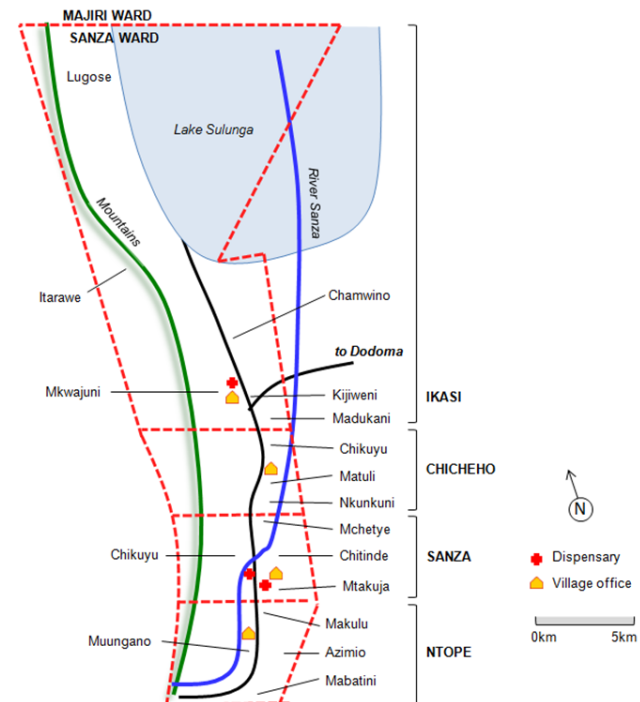 MAJIRI WARD
SANZA WARD
Lugose
Lake Sulunga
River Sanza
Mountains
Itarawe
Chamwino
to Dodoma
Mkwajuni
Kijiweni
IKASI
Madukani
Chikuyu
CHICHEHO
Matuli
Nkunkuni
N
Mchetye
Chikuyu
Chitinde
SANZA
Dispensary
Mtakuja
Village office
Makulu
0km
5km
Muungano
Azimio
NTOPE
Mabatini